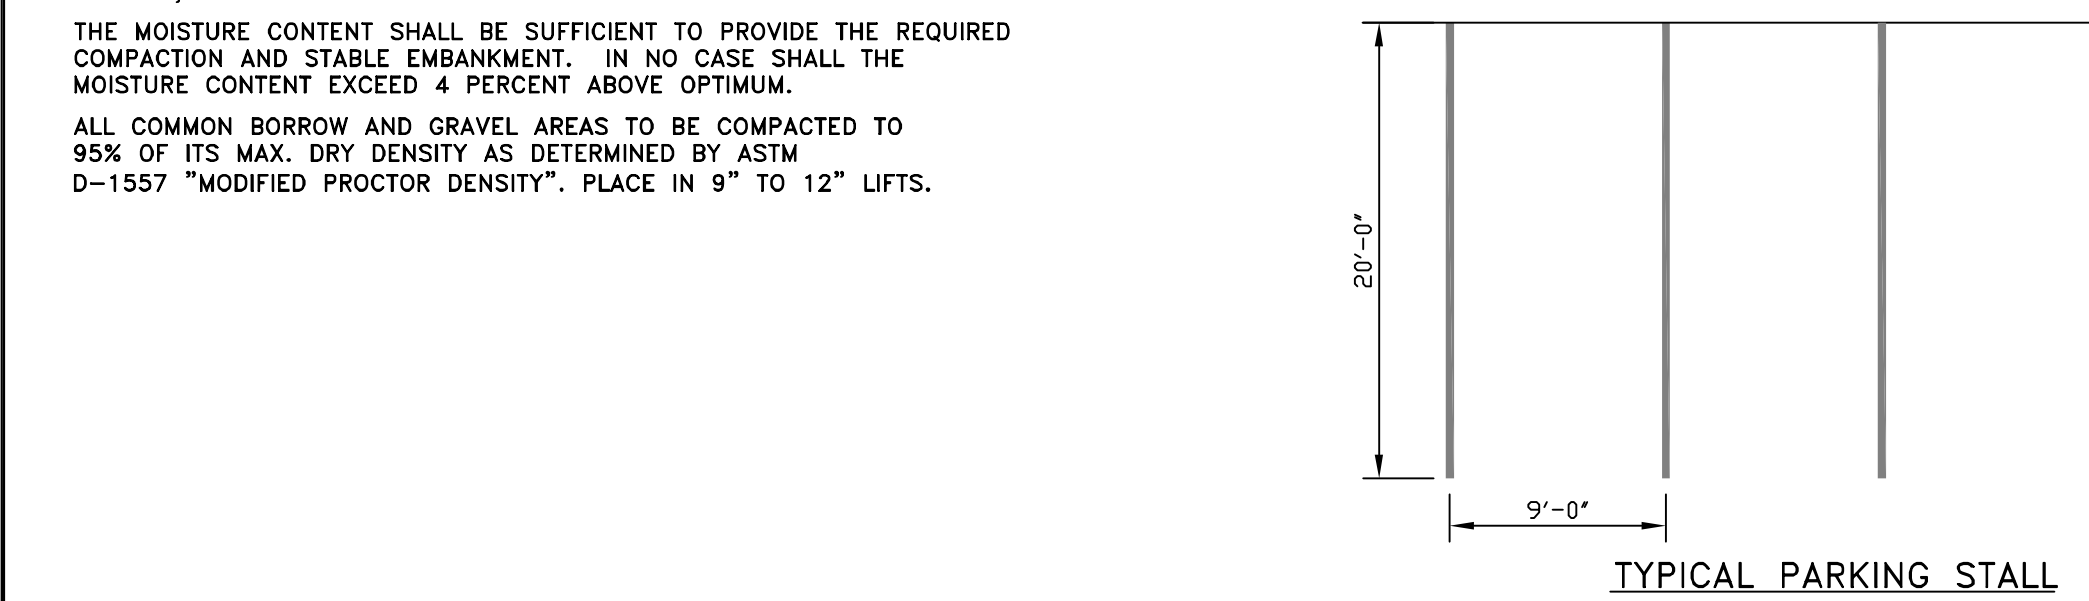 THE MOISTURE CONTENT SHALL BE SUFFICIENT TO PROVIDE THE REQUIRED
COMPACTION AND STABLE EMBANKMENT. IN NO CASE SHALL THE
MOISTURE CONTENT EXCEED 4 PERCENT ABOVE OPTIMUM.
ALL COMMON BORROW AND GRAVEL AREAS TO BE COMPACTED TO
95% OF ITS MAX. DRY DENSITY AS DETERMINED BY ASTM
D-1557 "MODIFIED PROCTOR DENSITY". PLACE IN 9" TO 12" LIFTS.
20'-0"
9'-0"
TYPICAL PARKING STALL